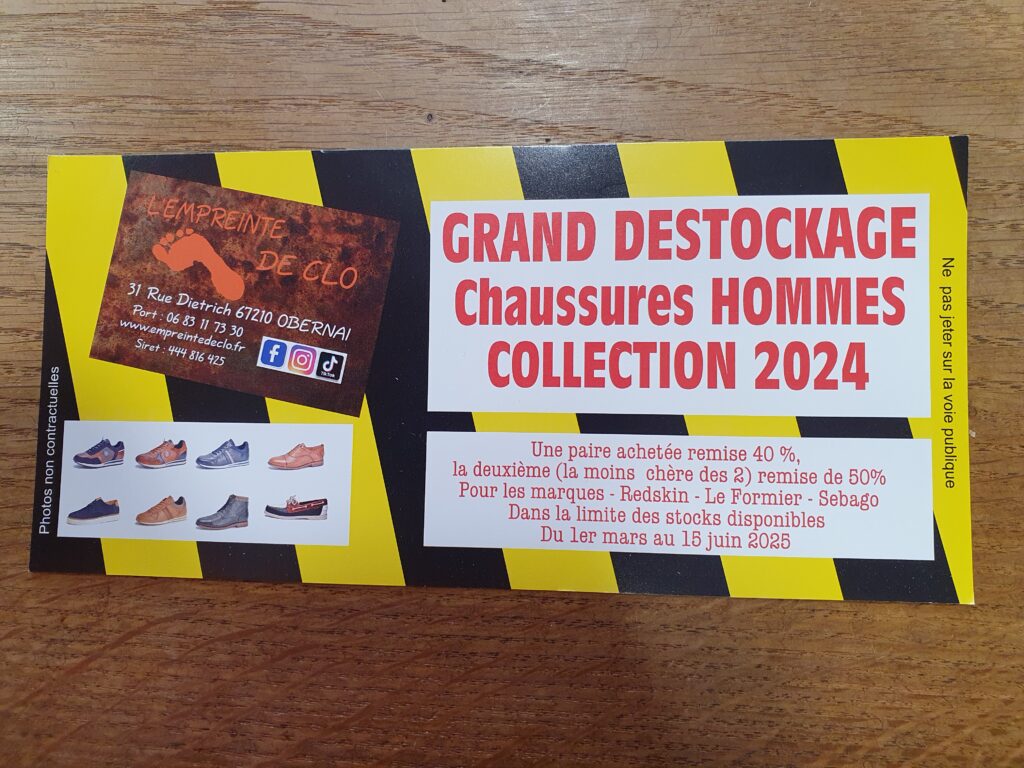 L'EMPREINTE
DE CLO
31 Rue Dietrich 67210 OBERNAI
Port : 06 83 11 73 30
www.empreintedeclo.fr
Siret : 444 816 425
TikTok
Photos non contractuelles
GRAND DESTOCKAGE
Chaussures HOMMES
COLLECTION 2024
Une paire achetée remise 40 %,
la deuxième (la moins chère des 2) remise de 50%
Pour les marques - Redskin - Le Formier - Sebago
Dans la limite des stocks disponibles
Du 1er mars au 15 juin 2025
Ne pas jeter sur la voie publique